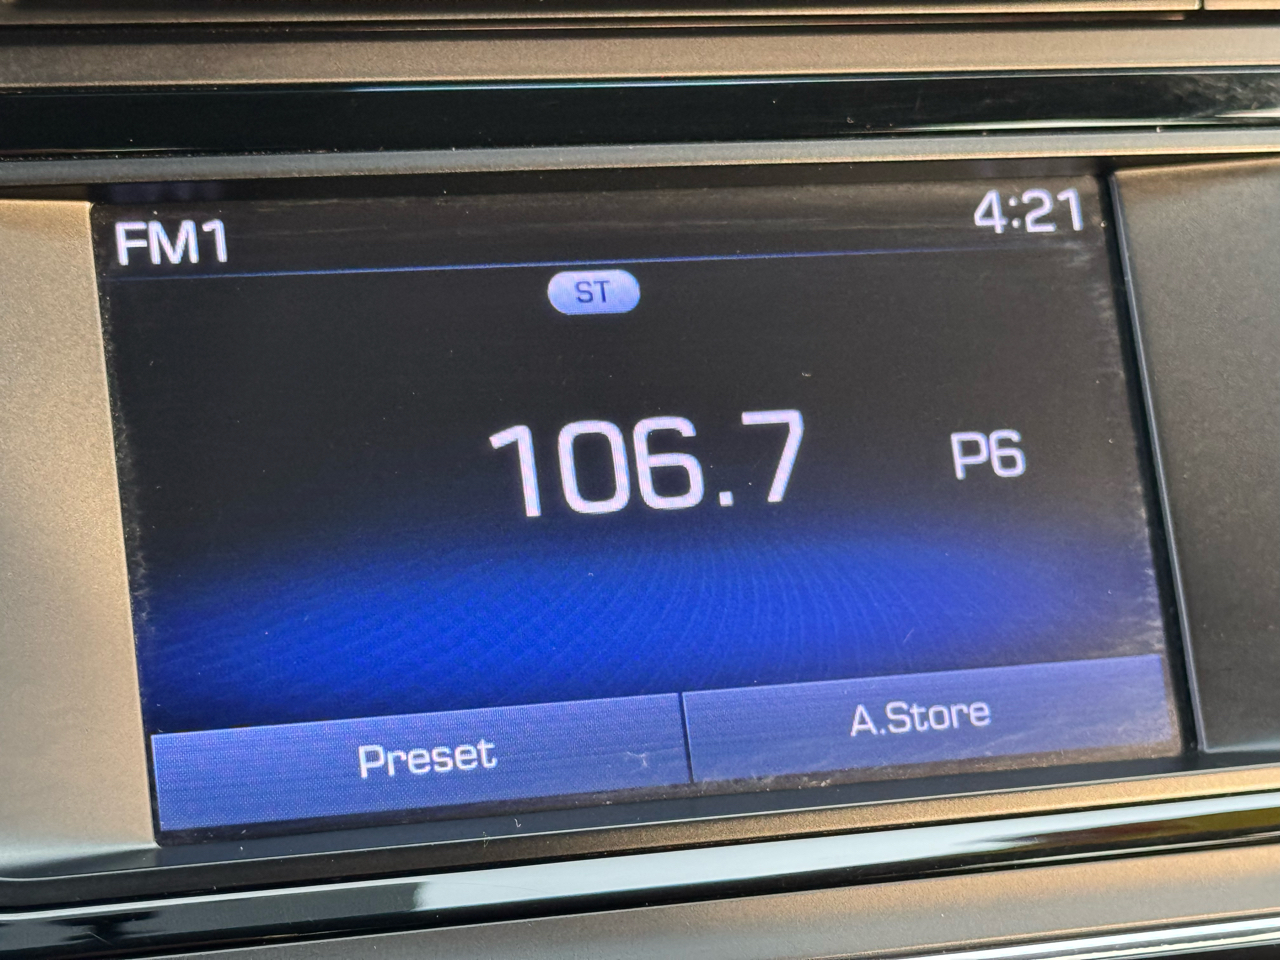 FM1
4:21
ST
106.7
P6
Preset
A.Store